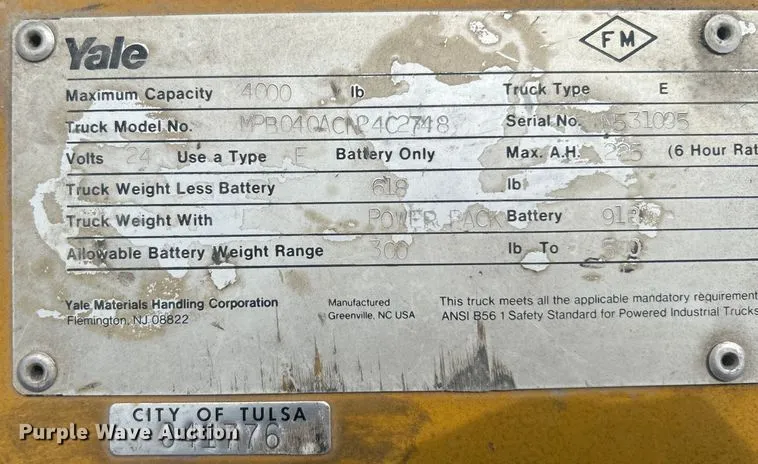 Yale
FM
Maximum Capacity 4000 lb Truck Type E
Truck Model No. MPB040ACN24C2748 Serial No. N531095
Volts 24 Use a Type E Battery Only Max. A.H. 225 (6 Hour Rat
Truck Weight Less Battery 618 lb
Truck Weight With POWER PACK Battery
Allowable Battery Weight Range 300 lb To
Yale Materials Handling Corporation Manufactured This truck meets all the applicable mandatory requirement
Flemington, NJ 08822 Greenville, NC USA ANSI B56 1 Safety Standard for Powered Industrial Trucks
CITY OF TULSA
Purple Wave Auction